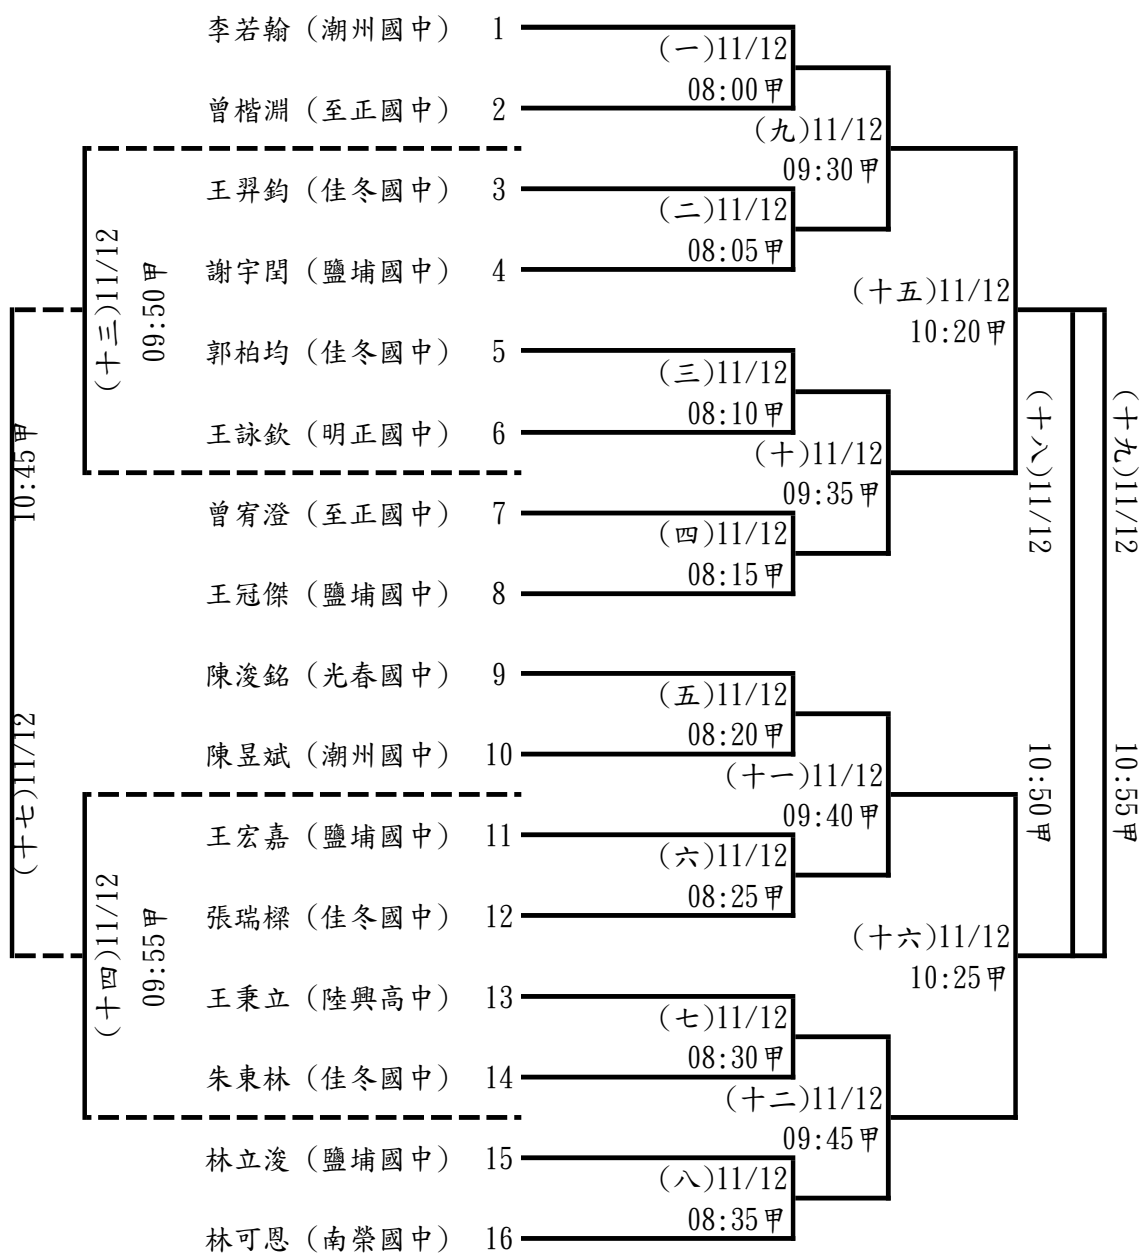 李若翰（潮州國中） 1
(一)11/12
08:00甲
曾楷淵（至正國中） 2
(九)11/12
09:30甲
王羿鈞（佳冬國中） 3
(二)11/12
08:05甲
謝宇閏（鹽埔國中） 4
(十三)11/12
09:50甲
(十五)11/12
10:20甲
郭柏均（佳冬國中） 5
(三)11/12
08:10甲
王詠欽（明正國中） 6
(十)11/12
09:35甲
曾宥澄（至正國中） 7
(四)11/12
08:15甲
王冠傑（鹽埔國中） 8
(十七)11/12
10:45甲
(十八)11/12
10:50甲
(十九)11/12
10:55甲
陳浚銘（光春國中） 9
(五)11/12
08:20甲
陳昱斌（潮州國中） 10
(十一)11/12
09:40甲
王宏嘉（鹽埔國中） 11
(六)11/12
08:25甲
張瑞樑（佳冬國中） 12
(十四)11/12
09:55甲
(十六)11/12
10:25甲
王秉立（陸興高中） 13
(七)11/12
08:30甲
朱東林（佳冬國中） 14
(十二)11/12
09:45甲
林立浚（鹽埔國中） 15
(八)11/12
08:35甲
林可恩（南榮國中） 16